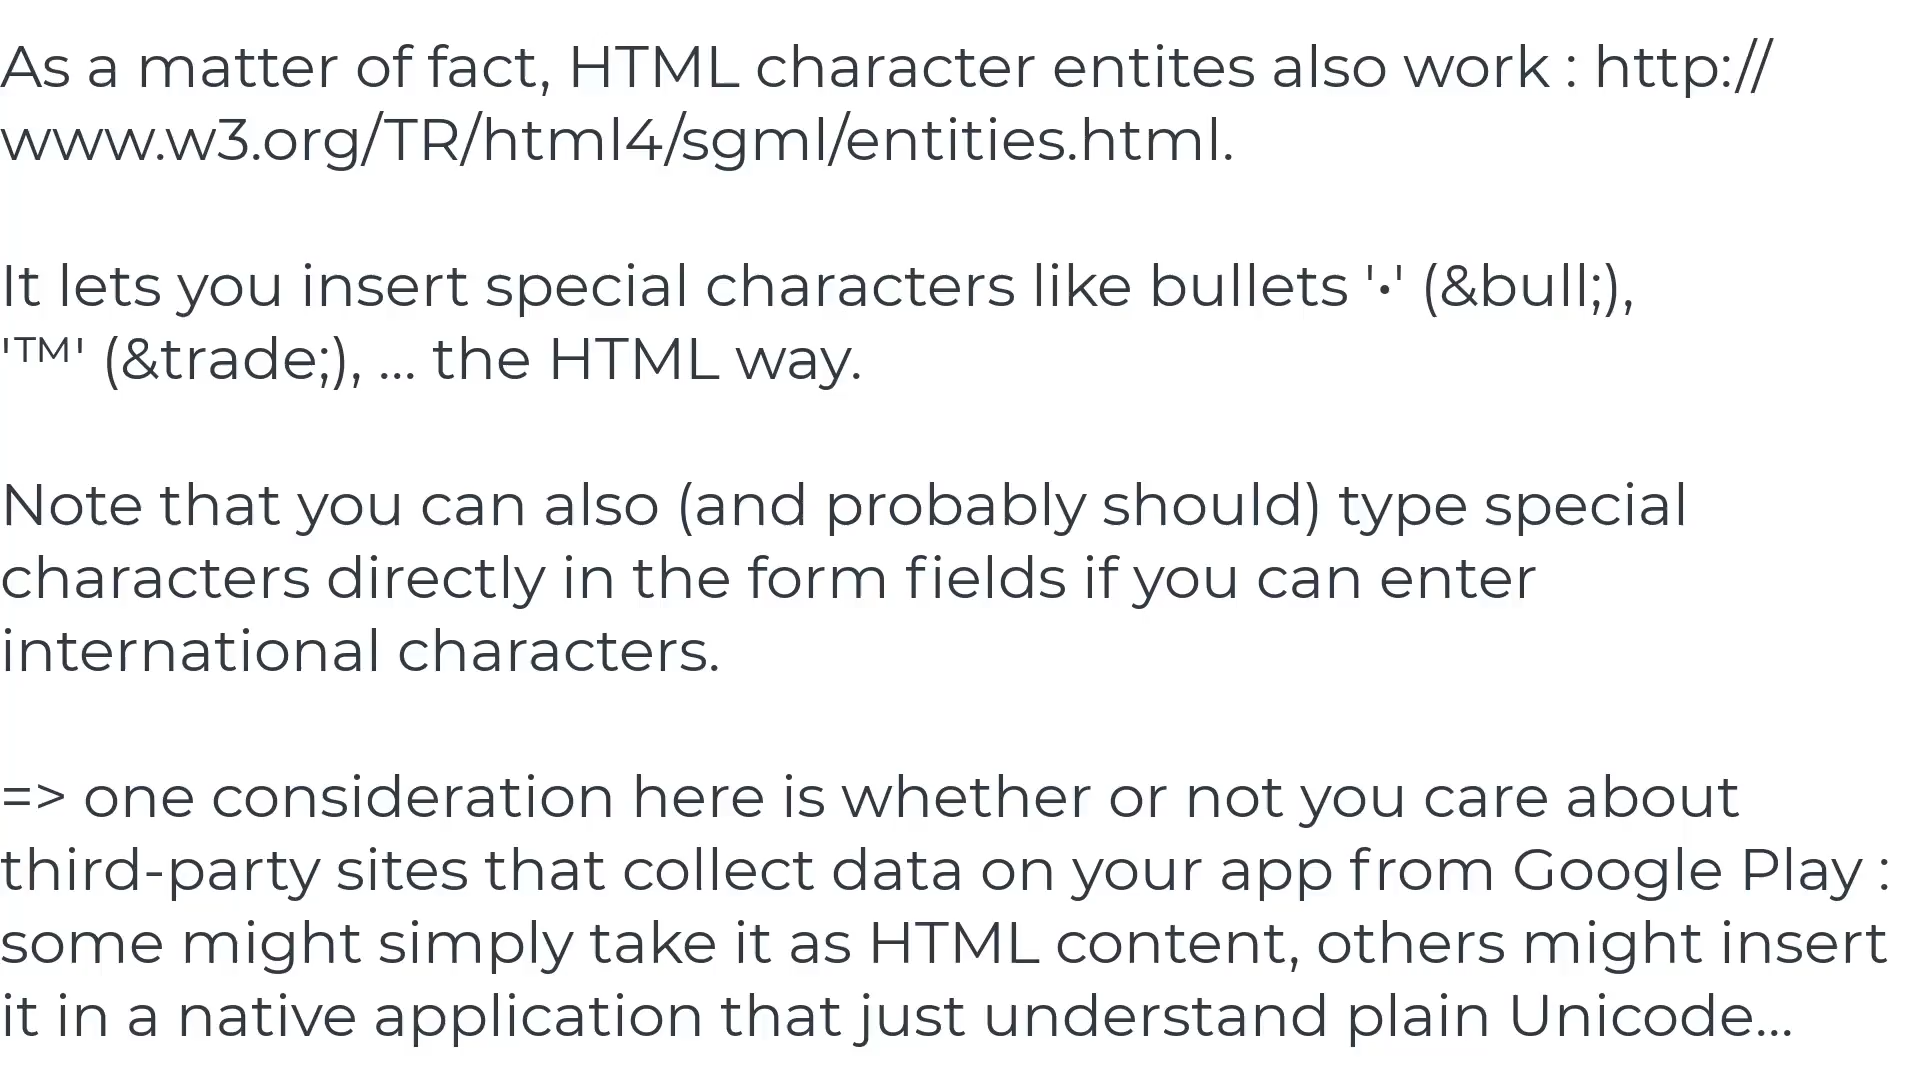 As a matter of fact, HTML character entites also work : http://
www.w3.org/TR/html4/sgml/entities.html.
It lets you insert special characters like bullets '•' (&bull;),
'™' (&trade;), ... the HTML way.
Note that you can also (and probably should) type special
characters directly in the form fields if you can enter
international characters.
=> one consideration here is whether or not you care about
third-party sites that collect data on your app from Google Play :
some might simply take it as HTML content, others might insert
it in a native application that just understand plain Unicode...